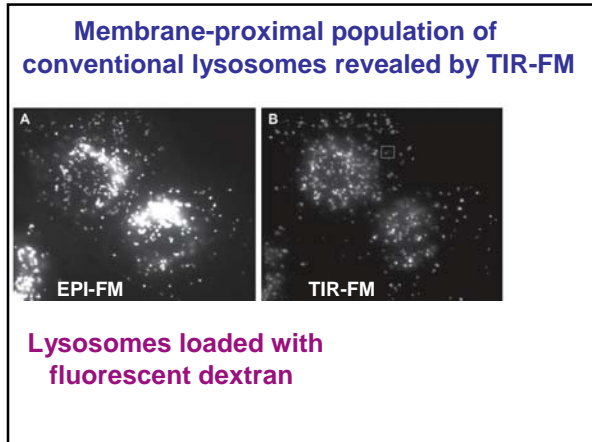 Membrane-proximal population of
conventional lysosomes revealed by TIR-FM
A
B
EPI-FM
TIR-FM
Lysosomes loaded with
fluorescent dextran